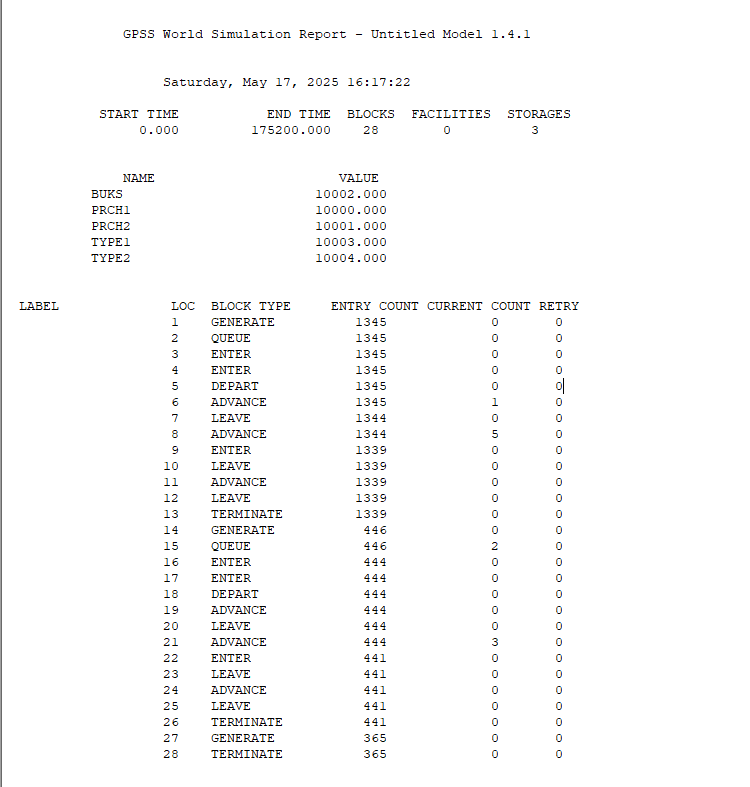 GPSS World Simulation Report - Untitled Model 1.4.1
Saturday, May 17, 2025 16:17:22
START TIME END TIME BLOCKS FACILITIES STORAGES
0.000 175200.000 28 0 3
NAME VALUE
BUKS 10002.000
PRCH1 10000.000
PRCH2 10001.000
TYPE1 10003.000
TYPE2 10004.000
LABEL LOC BLOCK TYPE ENTRY COUNT CURRENT COUNT RETRY
1 GENERATE 1345 0 0
2 QUEUE 1345 0 0
3 ENTER 1345 0 0
4 ENTER 1345 0 0
5 DEPART 1345 0 0
6 ADVANCE 1345 1 0
7 LEAVE 1344 0 0
8 ADVANCE 1344 5 0
9 ENTER 1339 0 0
10 LEAVE 1339 0 0
11 ADVANCE 1339 0 0
12 LEAVE 1339 0 0
13 TERMINATE 1339 0 0
14 GENERATE 446 0 0
15 QUEUE 446 2 0
16 ENTER 444 0 0
17 ENTER 444 0 0
18 DEPART 444 0 0
19 ADVANCE 444 0 0
20 LEAVE 444 0 0
21 ADVANCE 444 3 0
22 ENTER 441 0 0
23 LEAVE 441 0 0
24 ADVANCE 441 0 0
25 LEAVE 441 0 0
26 TERMINATE 441 0 0
27 GENERATE 365 0 0
28 TERMINATE 365 0 0